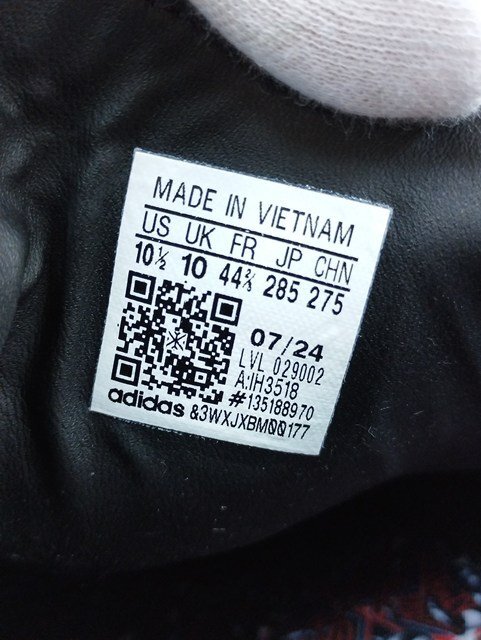 MADE IN VIETNAM
US UK FR JP CHN
10½ 10 44⅔ 285 275
07/24
LVL 029002
A:IH3518
#135188970
adidas &3WXJXBM00177